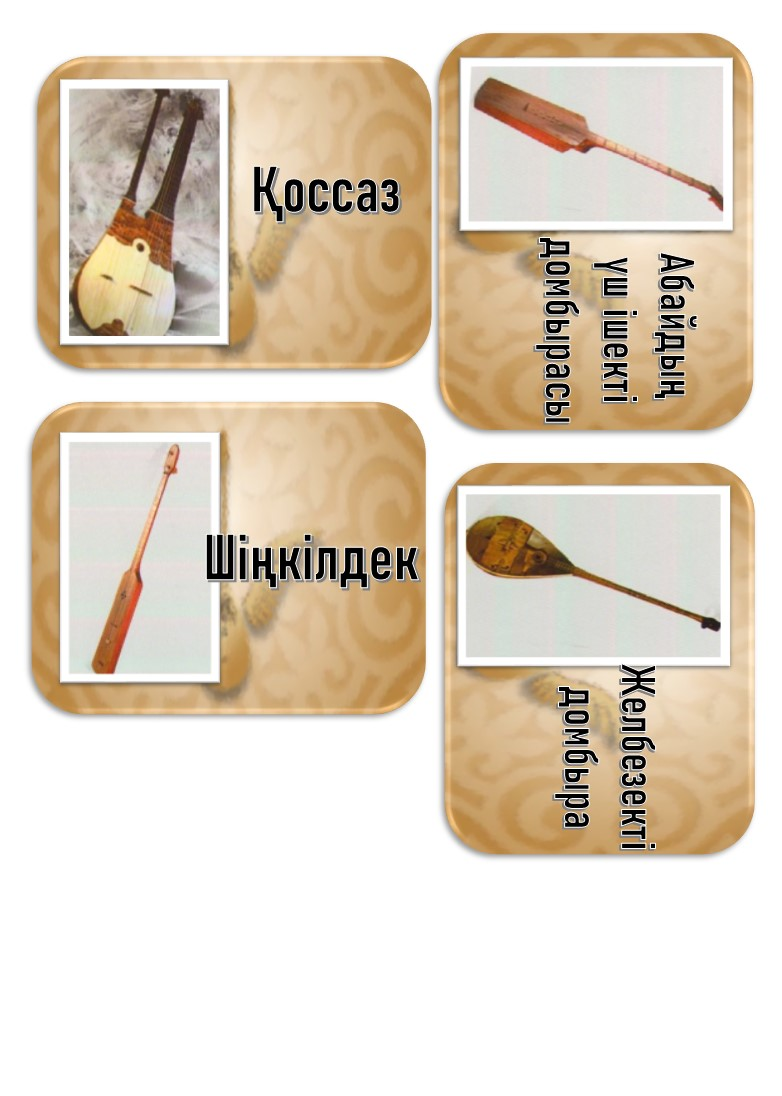 Қоссаз
Абайдың
үш ішекті
домбырасы
Шіңкілдек
Желбезекті
домбыра